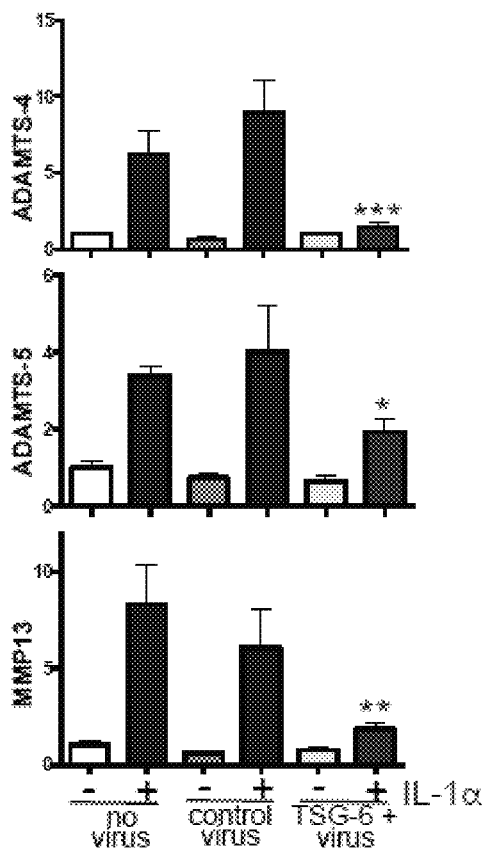 15
10
5
0
ADAMTS-4
***
6
4
2
0
ADAMTS-5
*
10
5
0
MMP13
**
- + - + - + IL-1α
no virus
control virus
TSG-6 + virus